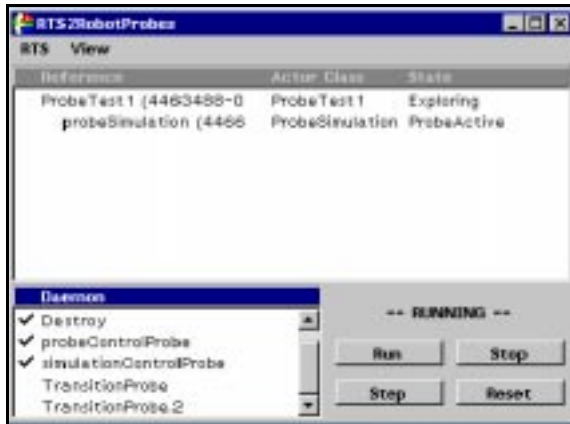 RTS2RobotProbes
RTS View
Reference Actor Class State
ProbeTest1 (4463488-0 ProbeTest1 Exploring
probeSimulation (4466 ProbeSimulation ProbeActive
Daemon
Destroy
probeControlProbe
simulationControlProbe
TransitionProbe
TransitionProbe.2
-- RUNNING --
Run Stop
Step Reset